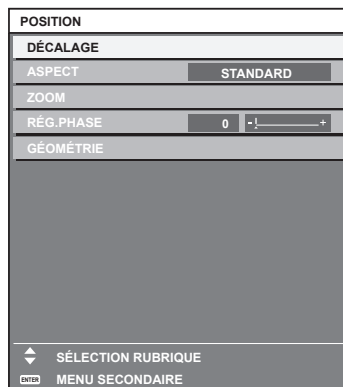 POSITION
DÉCALAGE
ASPECT STANDARD
ZOOM
RÉG.PHASE 0 - +
GÉOMÉTRIE
SÉLECTION RUBRIQUE
ENTER MENU SECONDAIRE